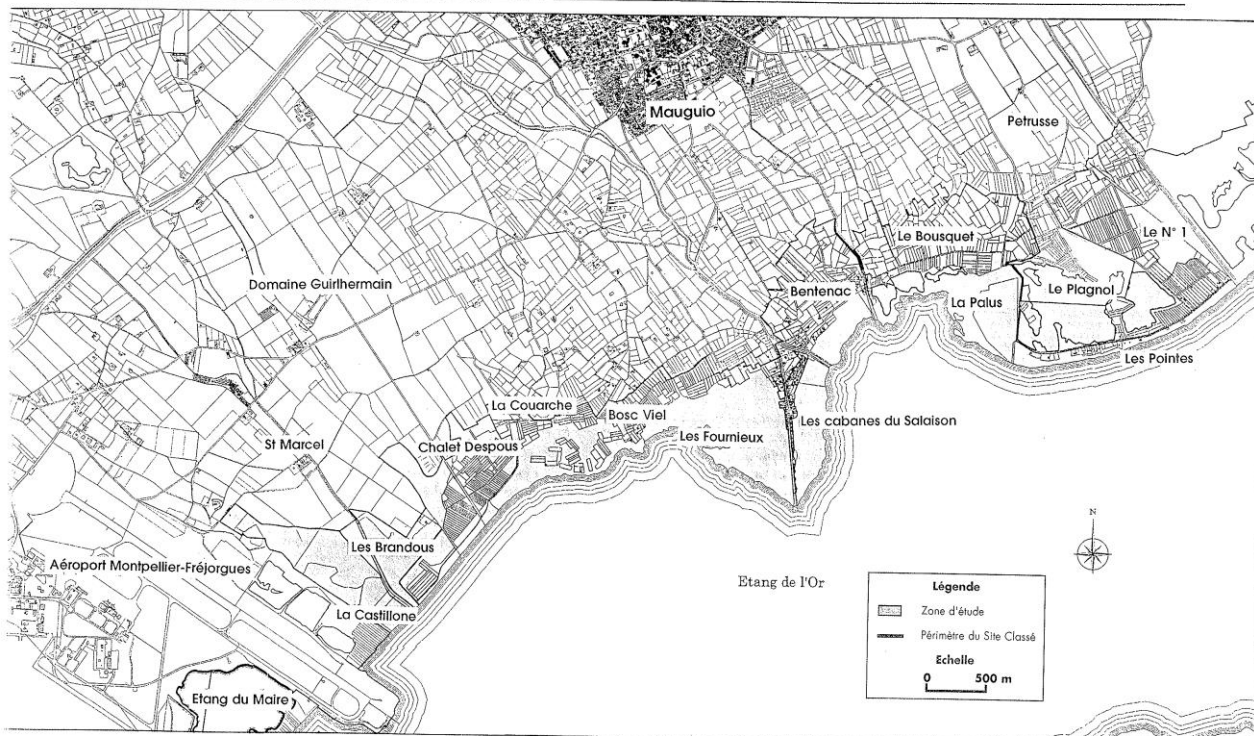 Mauguio
Petrusse
Le Bousquet
Le N° 1
Domaine Guirlhermain
Bentenac
La Palus
Le Plagnol
Les Pointes
La Couarche
Bosc Viel
Les cabanes du Salaison
St Marcel
Chalet Despous
Les Fournieux
Les Brandous
Aéroport Montpellier-Fréjorgues
La Castillone
Etang du Maire
Etang de l'Or
N
Légende
Zone d'étude
Périmètre du Site Classé
Echelle
0 500 m